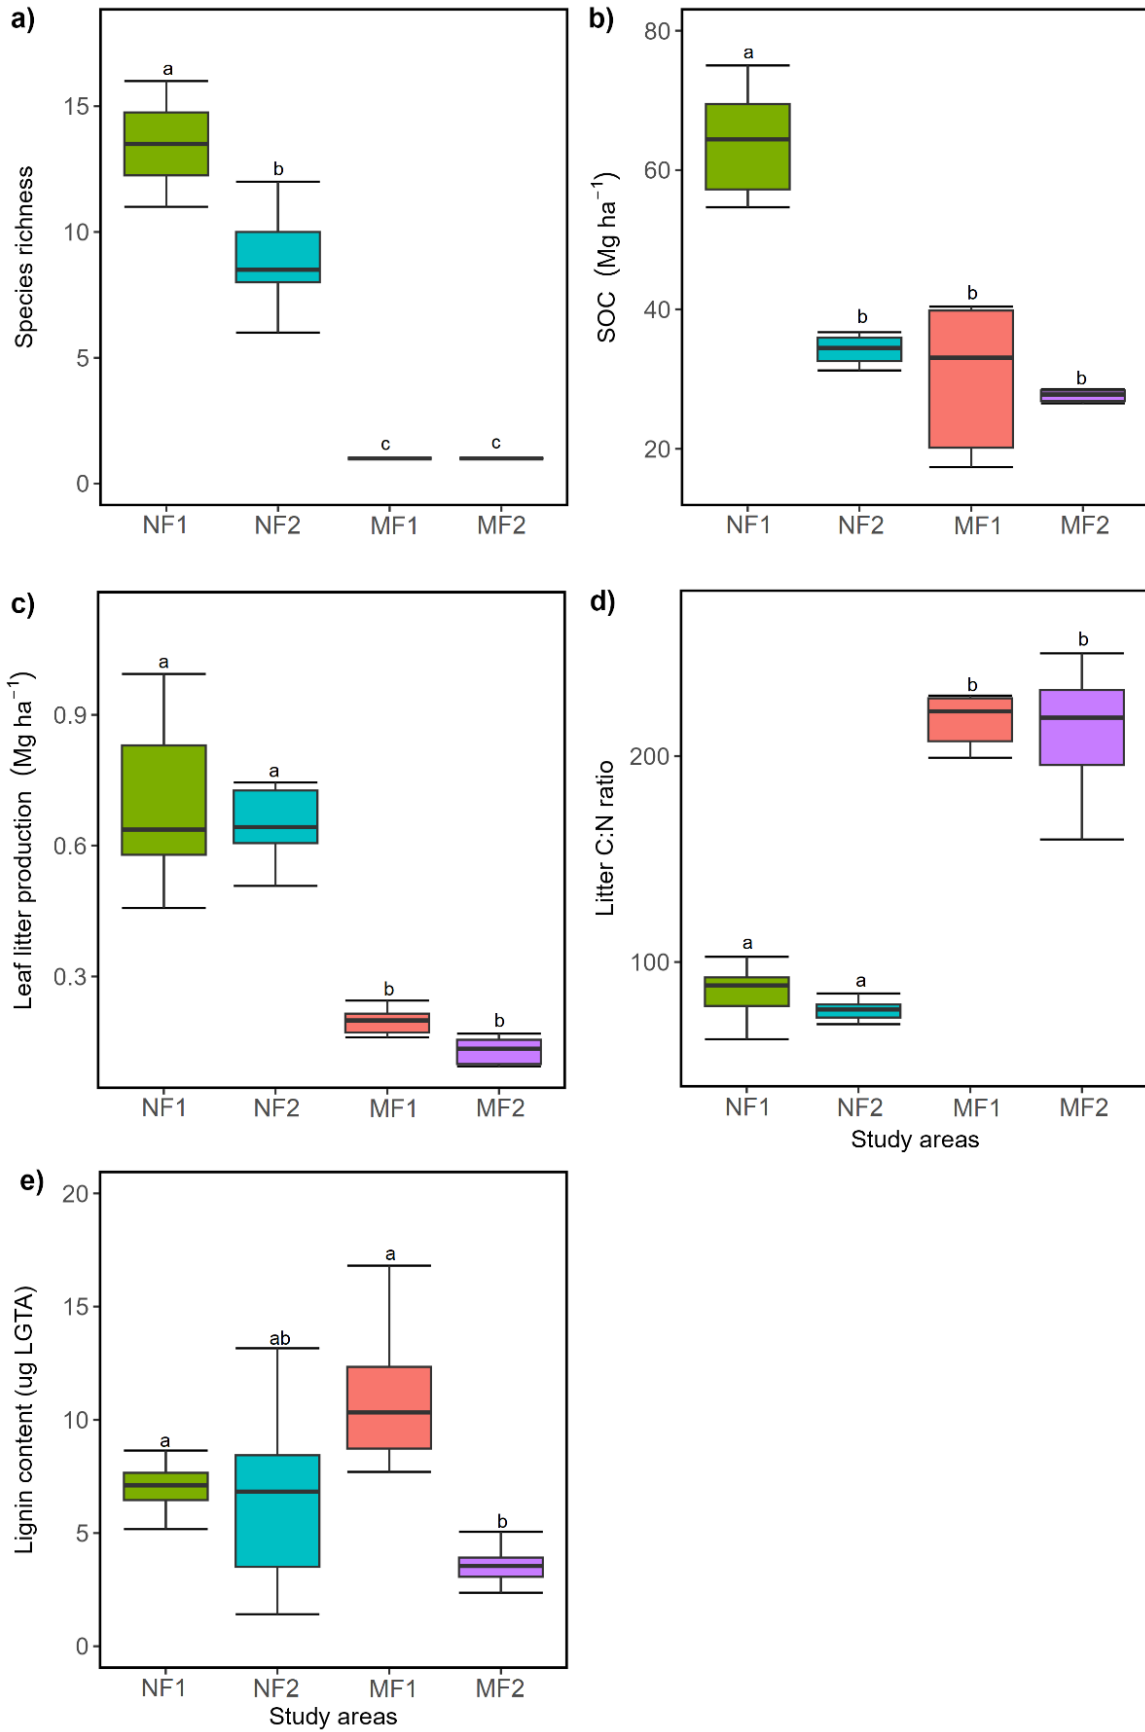 a)
Species richness
15
10
5
0
a
b
c
c
NF1 NF2 MF1 MF2
b)
SOC (Mg ha⁻¹)
80
60
40
20
a
b
b
b
NF1 NF2 MF1 MF2
c)
Leaf litter production (Mg ha⁻¹)
0.9
0.6
0.3
a
a
b
b
NF1 NF2 MF1 MF2
d)
Litter C:N ratio
200
100
a
a
b
b
NF1 NF2 MF1 MF2
Study areas
e)
Lignin content (ug LGTA)
20
15
10
5
0
a
ab
a
b
NF1 NF2 MF1 MF2
Study areas